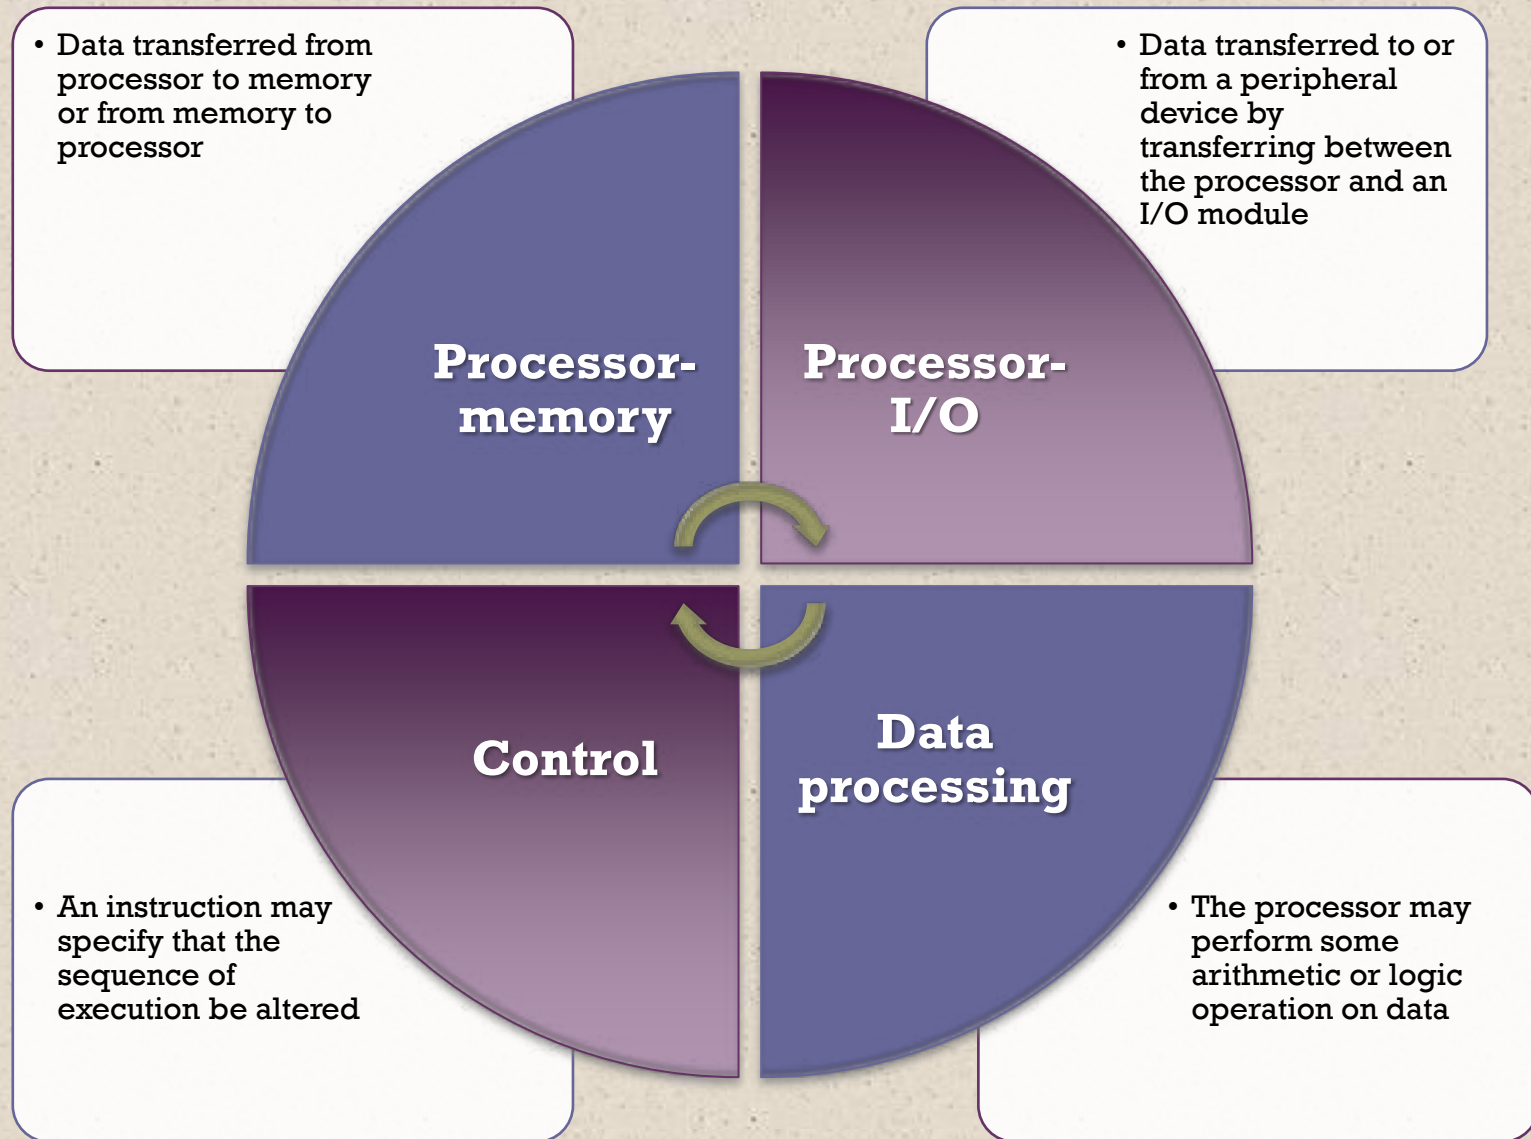 • Data transferred from
processor to memory
or from memory to
processor
• Data transferred to or
from a peripheral
device by
transferring between
the processor and an
I/O module
Processor-
memory
Processor-
I/O
Control
Data
processing
• An instruction may
specify that the
sequence of
execution be altered
• The processor may
perform some
arithmetic or logic
operation on data